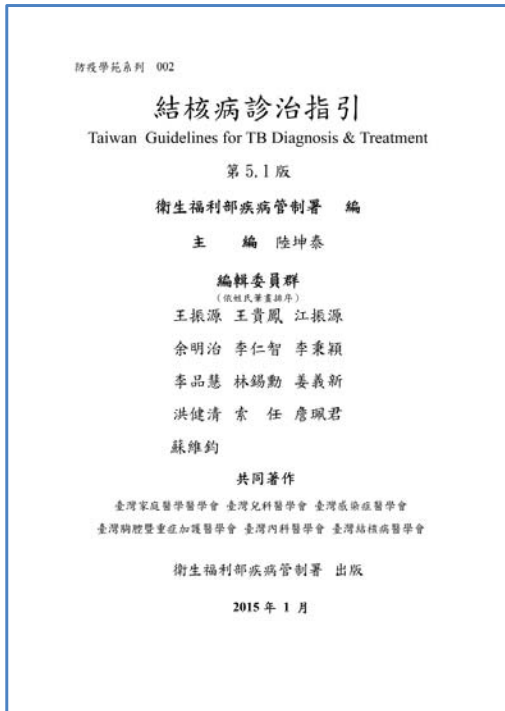 防疫學苑系列 002
結核病診治指引
Taiwan Guidelines for TB Diagnosis & Treatment
第 5.1 版
衛生福利部疾病管制署 編
主 編 陸坤泰
編輯委員群
(依姓氏筆畫排序)
王振源 王貴鳳 江振源
余明治 李仁智 李秉穎
李品慧 林錫勳 姜義新
洪健清 索 任 詹珮君
蘇維鈞
共同著作
臺灣家庭醫學醫學會 臺灣兒科醫學會 臺灣感染症醫學會
臺灣胸腔暨重症加護醫學會 臺灣內科醫學會 臺灣結核病醫學會
衛生福利部疾病管制署 出版
2015 年 1 月